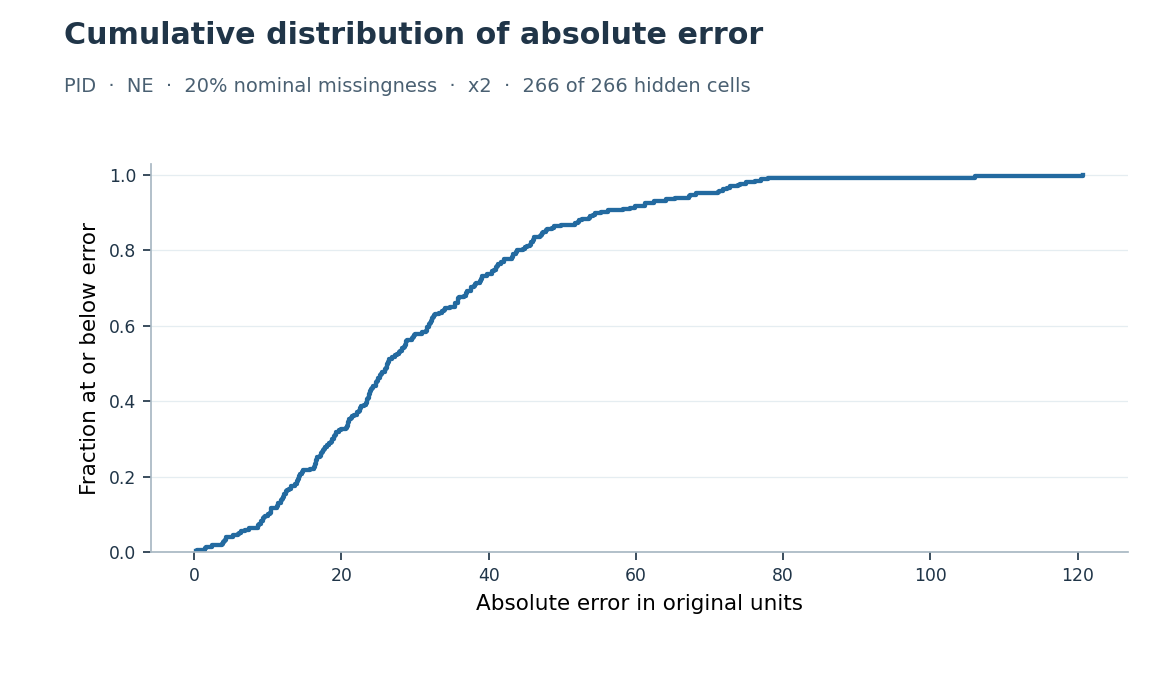 Cumulative distribution of absolute error
PID · NE · 20% nominal missingness · x2 · 266 of 266 hidden cells
Fraction at or below error
1.0
0.8
0.6
0.4
0.2
0.0
0 20 40 60 80 100 120
Absolute error in original units